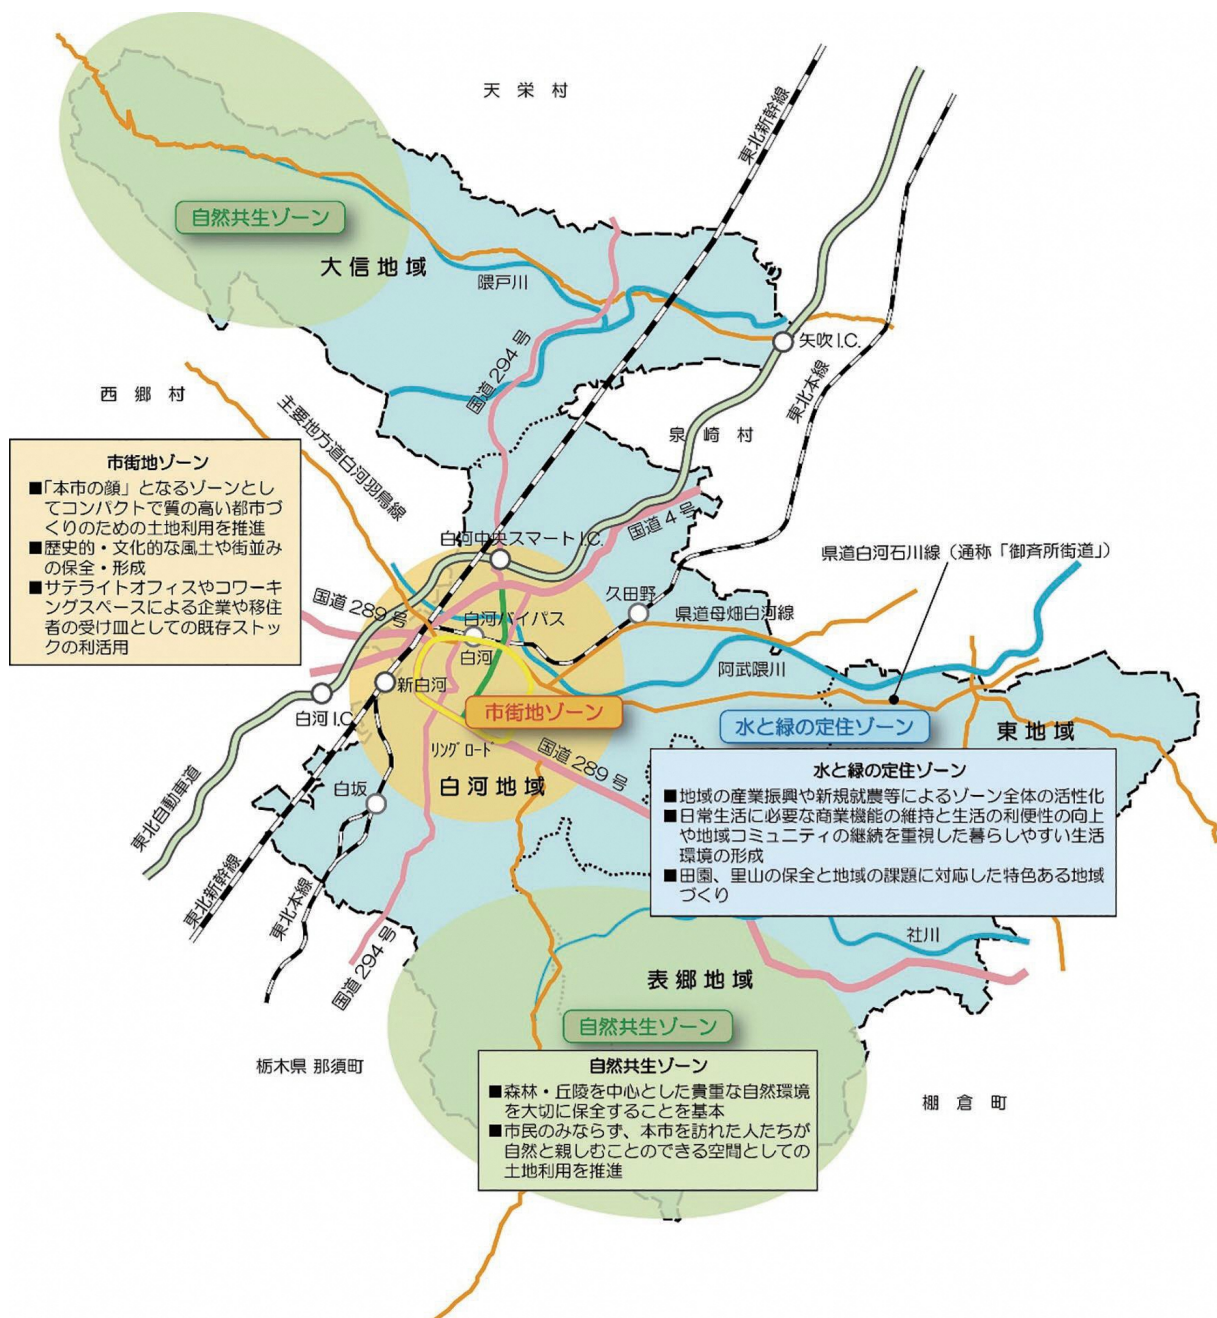 天栄村
東北新幹線
自然共生ゾーン
大信地域
隈戸川
国道294号
矢吹I.C.
東北本線
西郷村
主要地方道白河羽鳥線
泉崎村
市街地ゾーン
■「本市の顔」となるゾーンとし
てコンパクトで質の高い都市づ
くりのための土地利用を推進
■歴史的・文化的な風土や街並み
の保全・形成
■サテライトオフィスやコワーキ
ングスペースによる企業や移住
者の受け皿としての既存ストッ
クの利活用
国道4号
白河中央スマートI.C.
県道白河石川線（通称「御斉所街道」）
国道289号
久田野
県道母畑白河線
白河バイパス
白河
阿武隈川
新白河
白河I.C.
市街地ゾーン
水と緑の定住ゾーン
東地域
リングロード
国道289号
白河地域
白坂
東北自動車道
水と緑の定住ゾーン
■地域の産業振興や新規就農等によるゾーン全体の活性化
■日常生活に必要な商業機能の維持と生活の利便性の向上
や地域コミュニティの継続を重視した暮らしやすい生活
環境の形成
■田園、里山の保全と地域の課題に対応した特色ある地域
づくり
東北新幹線
東北本線
国道294号
社川
表郷地域
自然共生ゾーン
栃木県 那須町
自然共生ゾーン
■森林・丘陵を中心とした貴重な自然環境
を大切に保全することを基本
■市民のみならず、本市を訪れた人たちが
自然と親しむことのできる空間としての
土地利用を推進
棚倉町